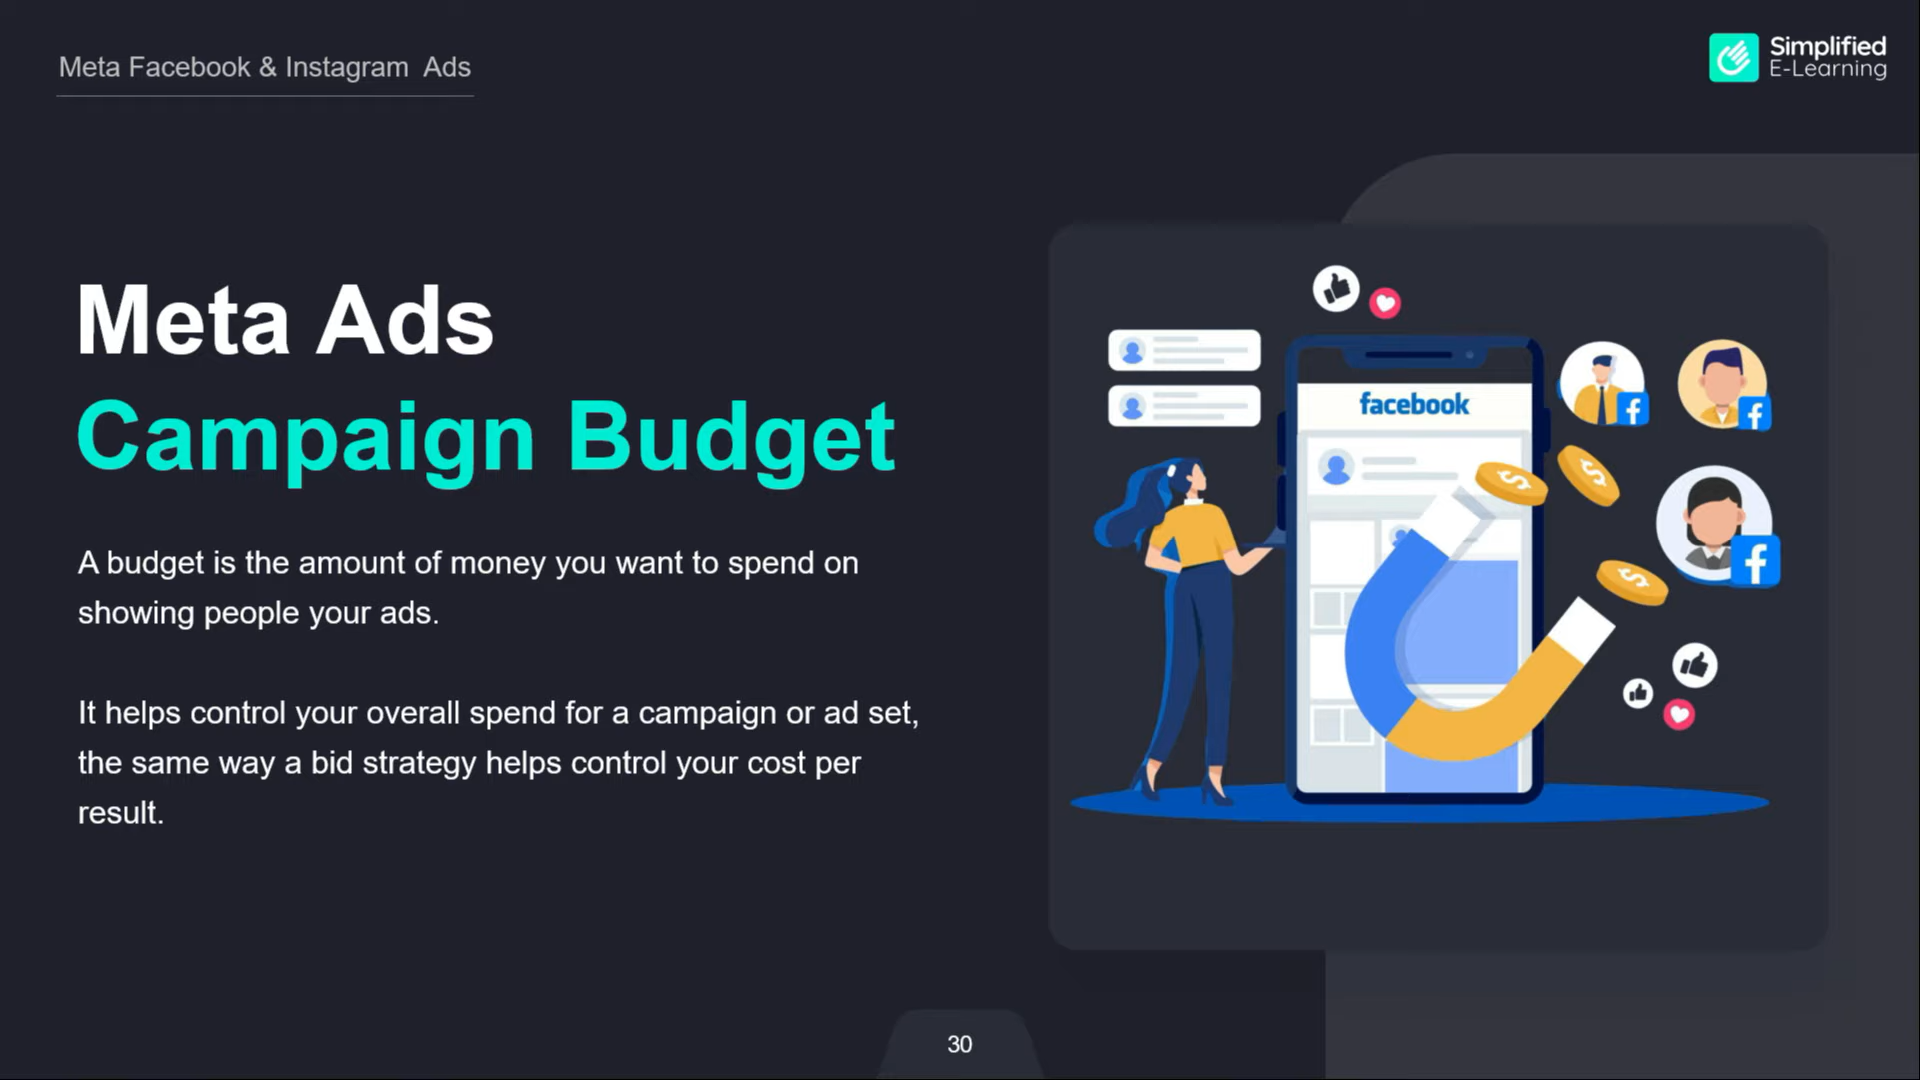 Meta Facebook & Instagram Ads
Simplified
E-Learning
Meta Ads
Campaign Budget
A budget is the amount of money you want to spend on
showing people your ads.
It helps control your overall spend for a campaign or ad set,
the same way a bid strategy helps control your cost per
result.
facebook
30